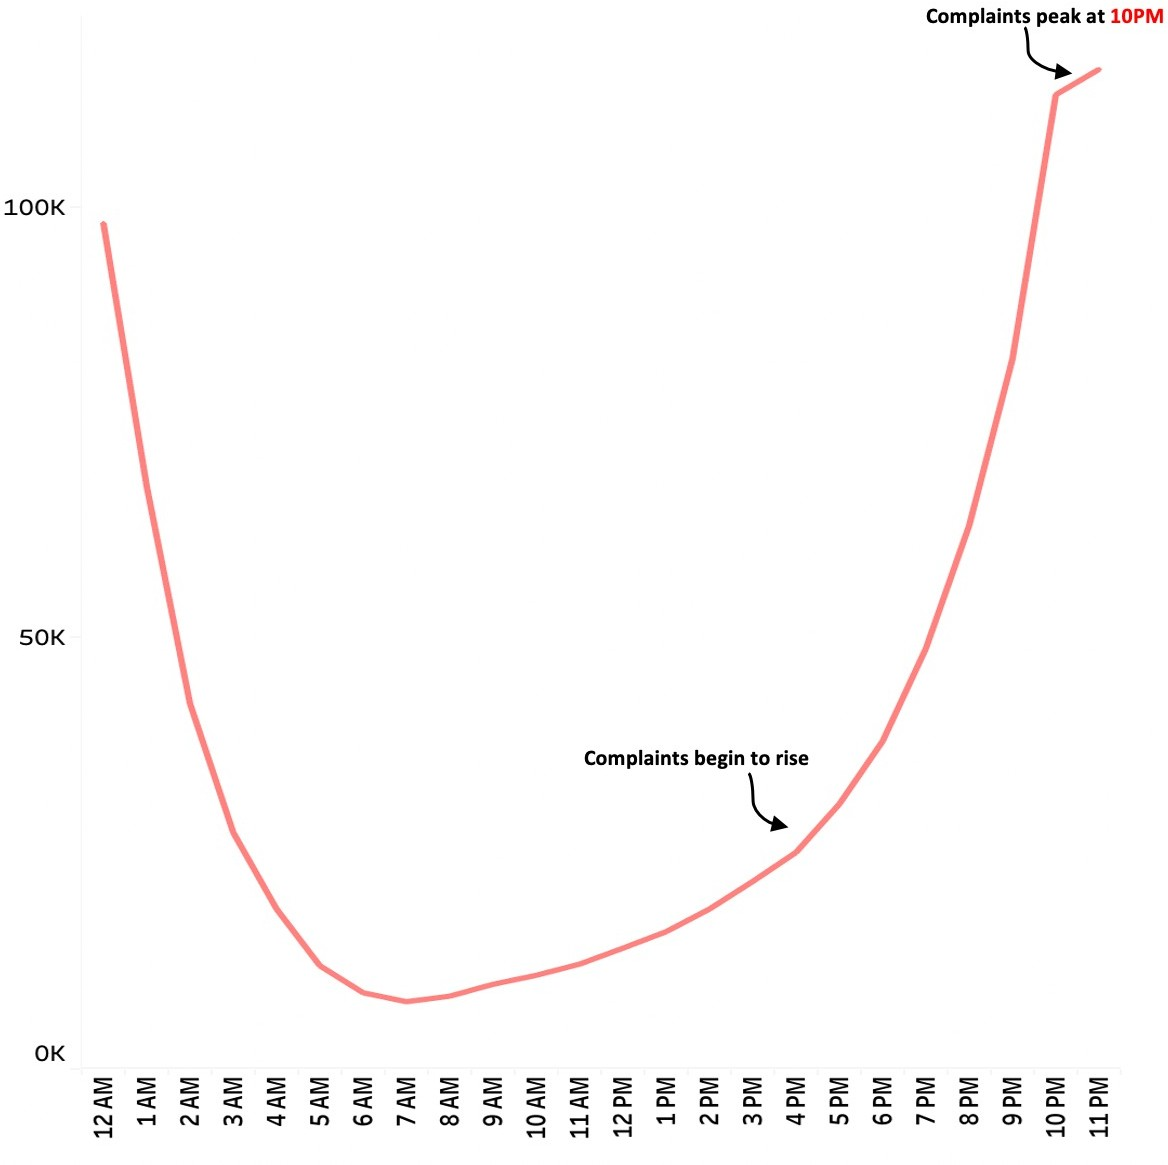 Complaints peak at 10PM
100K
50K
Complaints begin to rise
0K
12 AM
1 AM
2 AM
3 AM
4 AM
5 AM
6 AM
7 AM
8 AM
9 AM
10 AM
11 AM
12 PM
1 PM
2 PM
3 PM
4 PM
5 PM
6 PM
7 PM
8 PM
9 PM
10 PM
11 PM